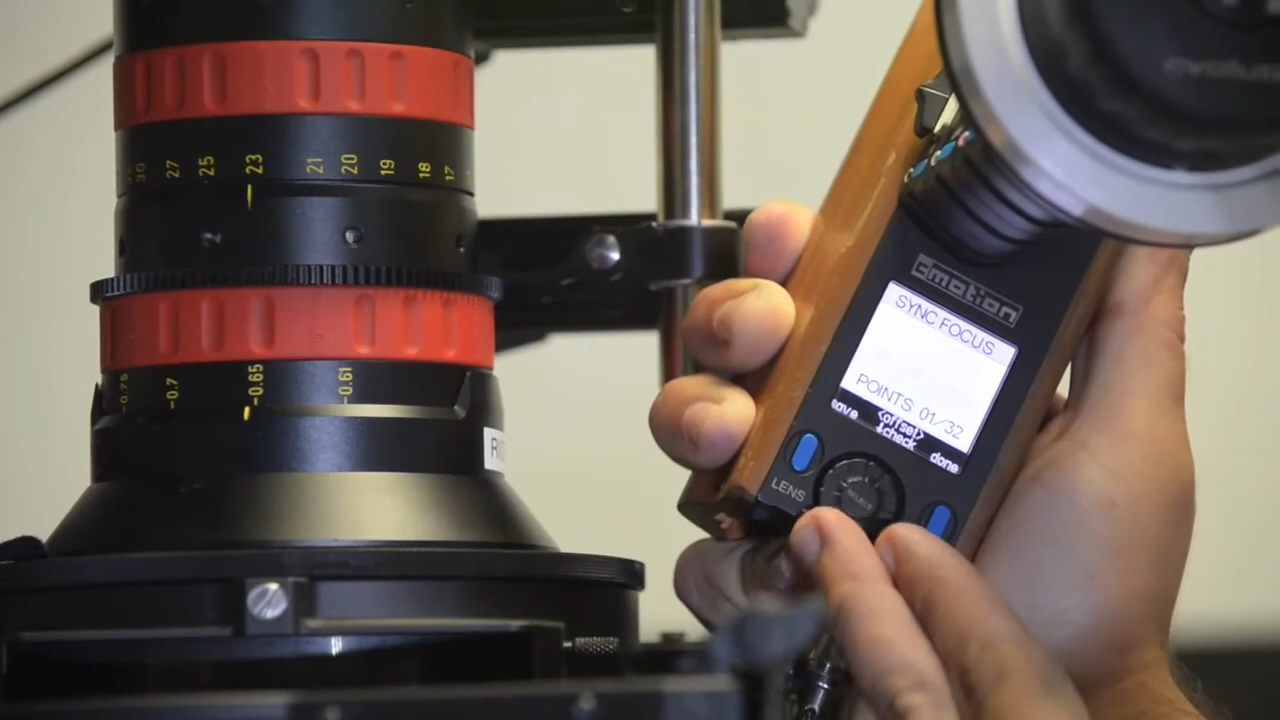 30 27 25 23 21 20 19 18 17
0.75 0.7 0.65 0.61
cmotion
SYNC FOCUS
POINTS: 01/32
save <offset> done
check
LENS
SELECT